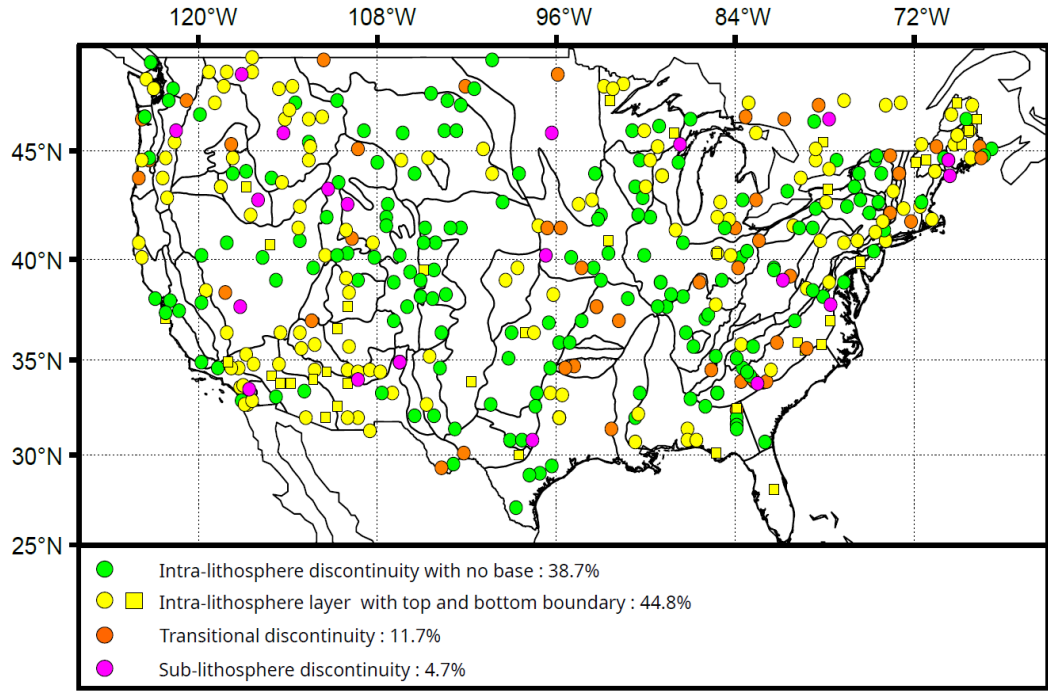 120°W 108°W 96°W 84°W 72°W
45°N
40°N
35°N
30°N
25°N
Intra-lithosphere discontinuity with no base : 38.7%
Intra-lithosphere layer with top and bottom boundary : 44.8%
Transitional discontinuity : 11.7%
Sub-lithosphere discontinuity : 4.7%